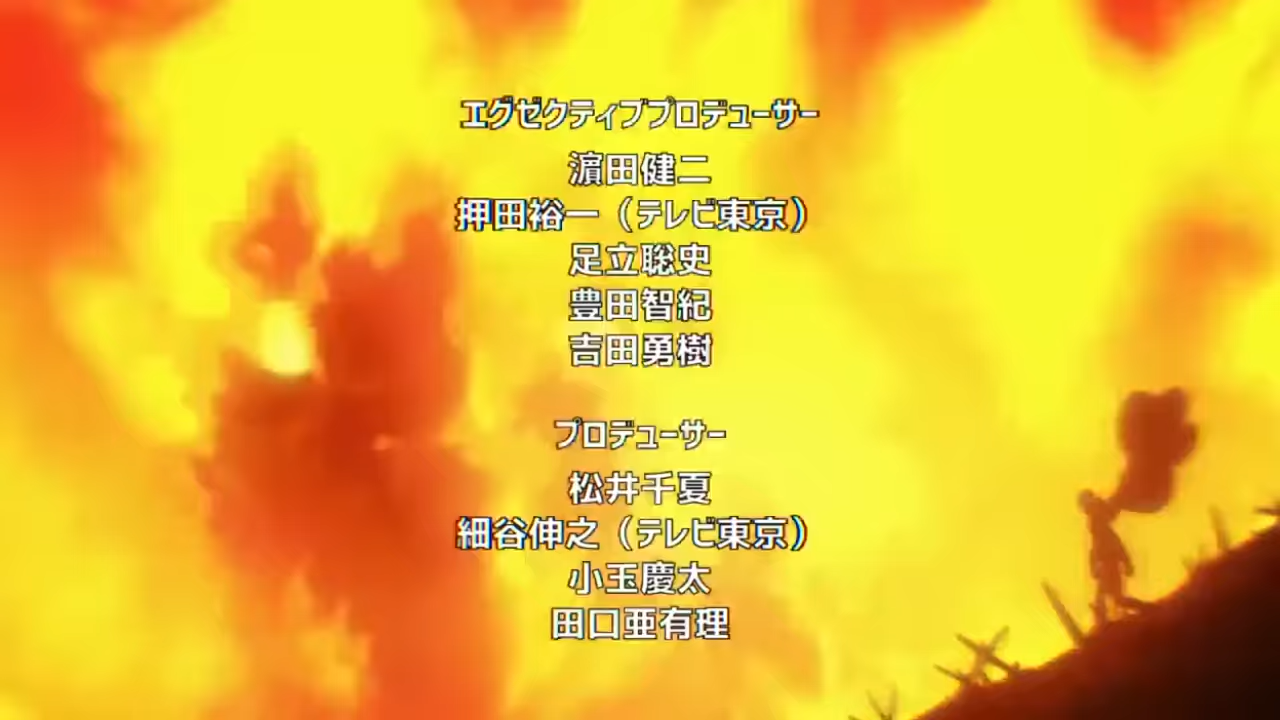 エグゼクティブプロデューサー
濵田健二
押田裕一（テレビ東京）
足立聡史
豊田智紀
吉田勇樹
プロデューサー
松井千夏
細谷伸之（テレビ東京）
小玉慶太
田口亜有理